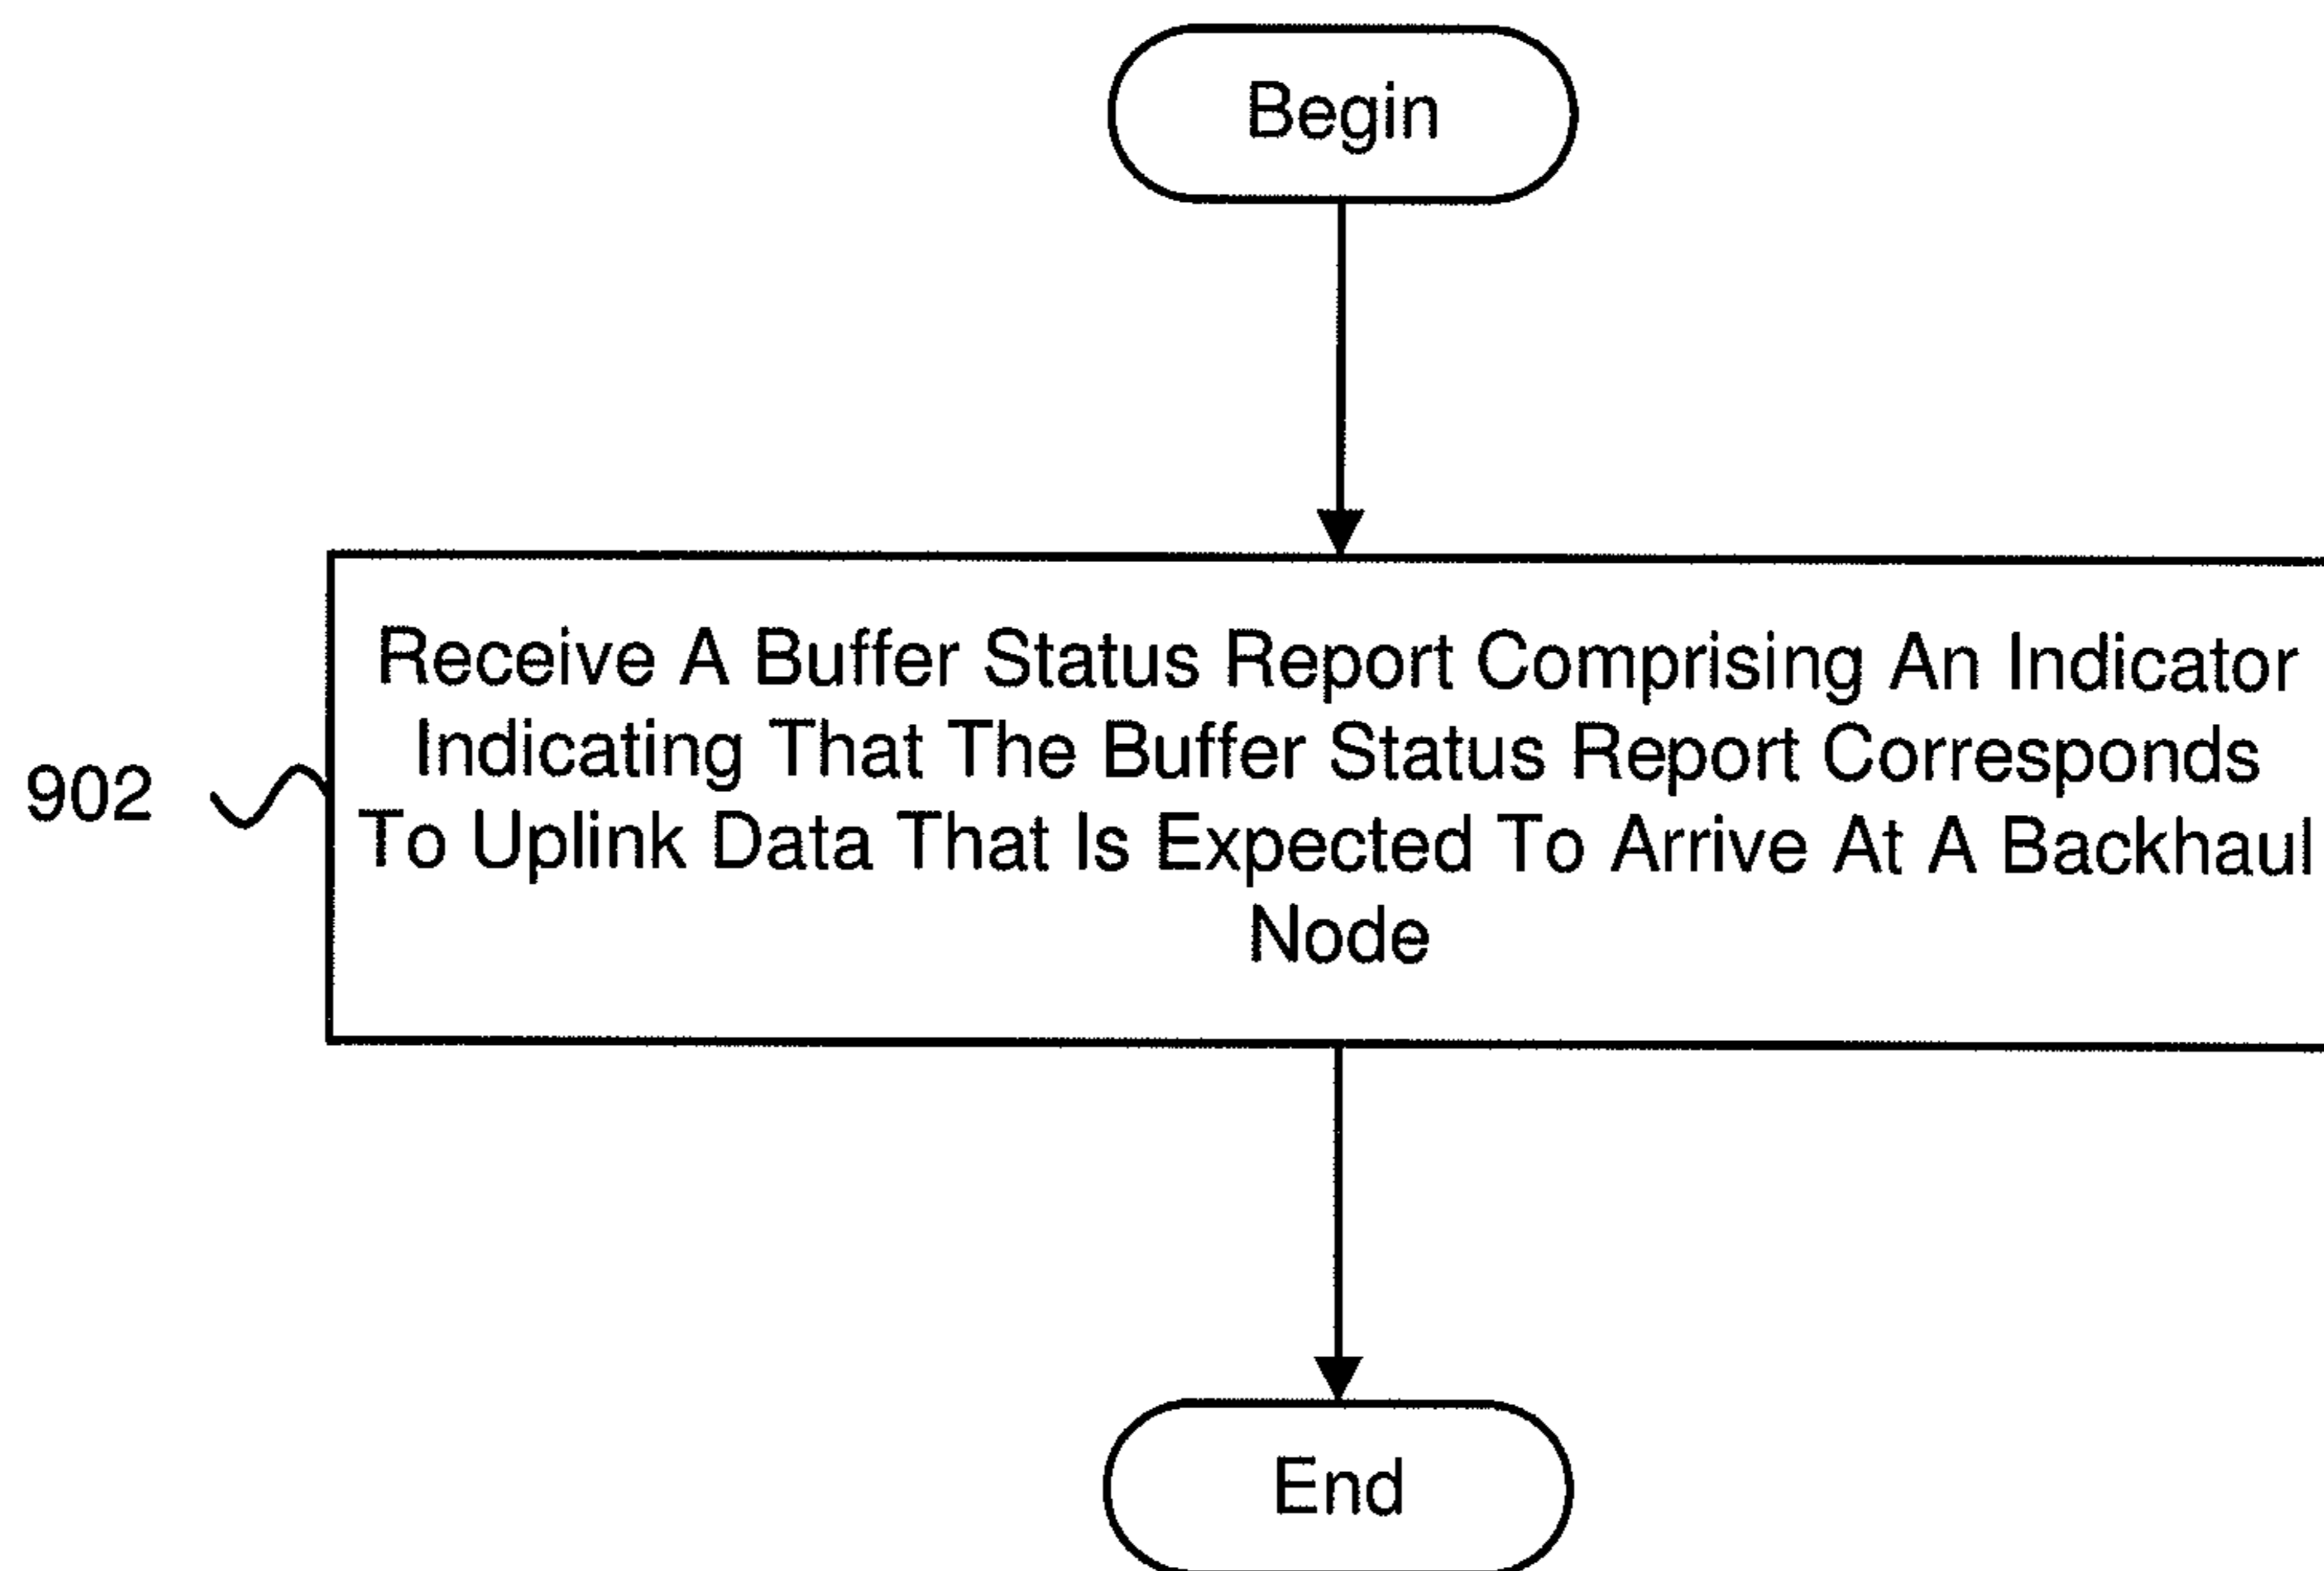 Begin
Receive A Buffer Status Report Comprising An Indicator
Indicating That The Buffer Status Report Corresponds
902
To Uplink Data That Is Expected To Arrive At A Backhaul
Node
End